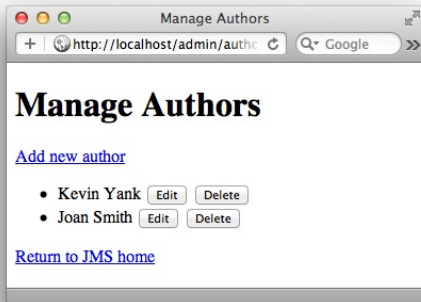 Manage Authors
http://localhost/admin/autho
Google
Manage Authors
Add new author
Kevin Yank Edit Delete
Joan Smith Edit Delete
Return to JMS home